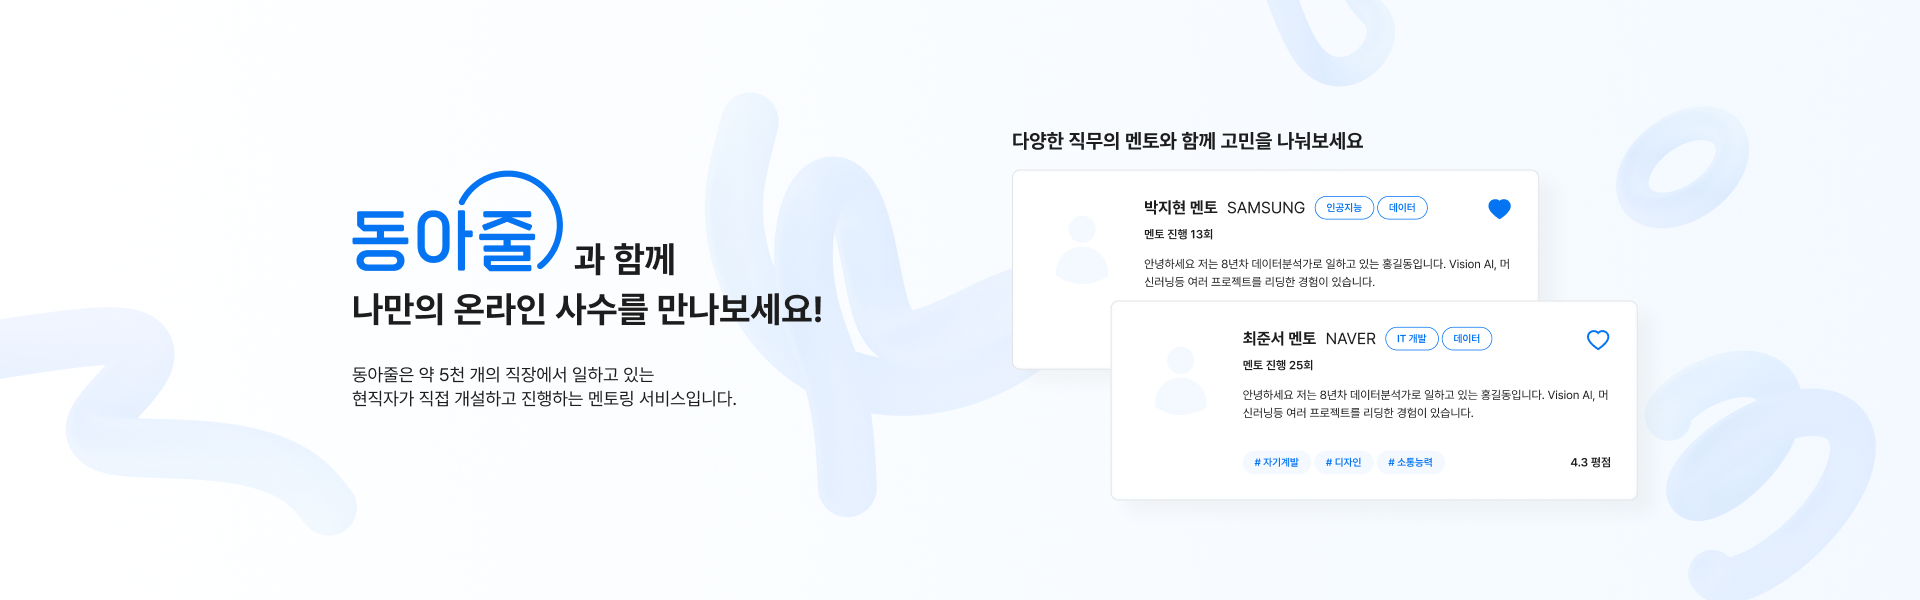 동아줄과 함께
나만의 온라인 사수를 만나보세요!
동아줄은 약 5천 개의 직장에서 일하고 있는
현직자가 직접 개설하고 진행하는 멘토링 서비스입니다.
다양한 직무의 멘토와 함께 고민을 나눠보세요
박지현 멘토 SAMSUNG 인공지능 데이터
멘토 진행 13회
안녕하세요 저는 8년차 데이터분석가로 일하고 있는 홍길동입니다. Vision AI, 머
신러닝등 여러 프로젝트를 리딩한 경험이 있습니다.
최준서 멘토 NAVER IT 개발 데이터
멘토 진행 25회
안녕하세요 저는 8년차 데이터분석가로 일하고 있는 홍길동입니다. Vision AI, 머
신러닝등 여러 프로젝트를 리딩한 경험이 있습니다.
# 자기계발 # 디자인 # 소통능력 4.3 평점